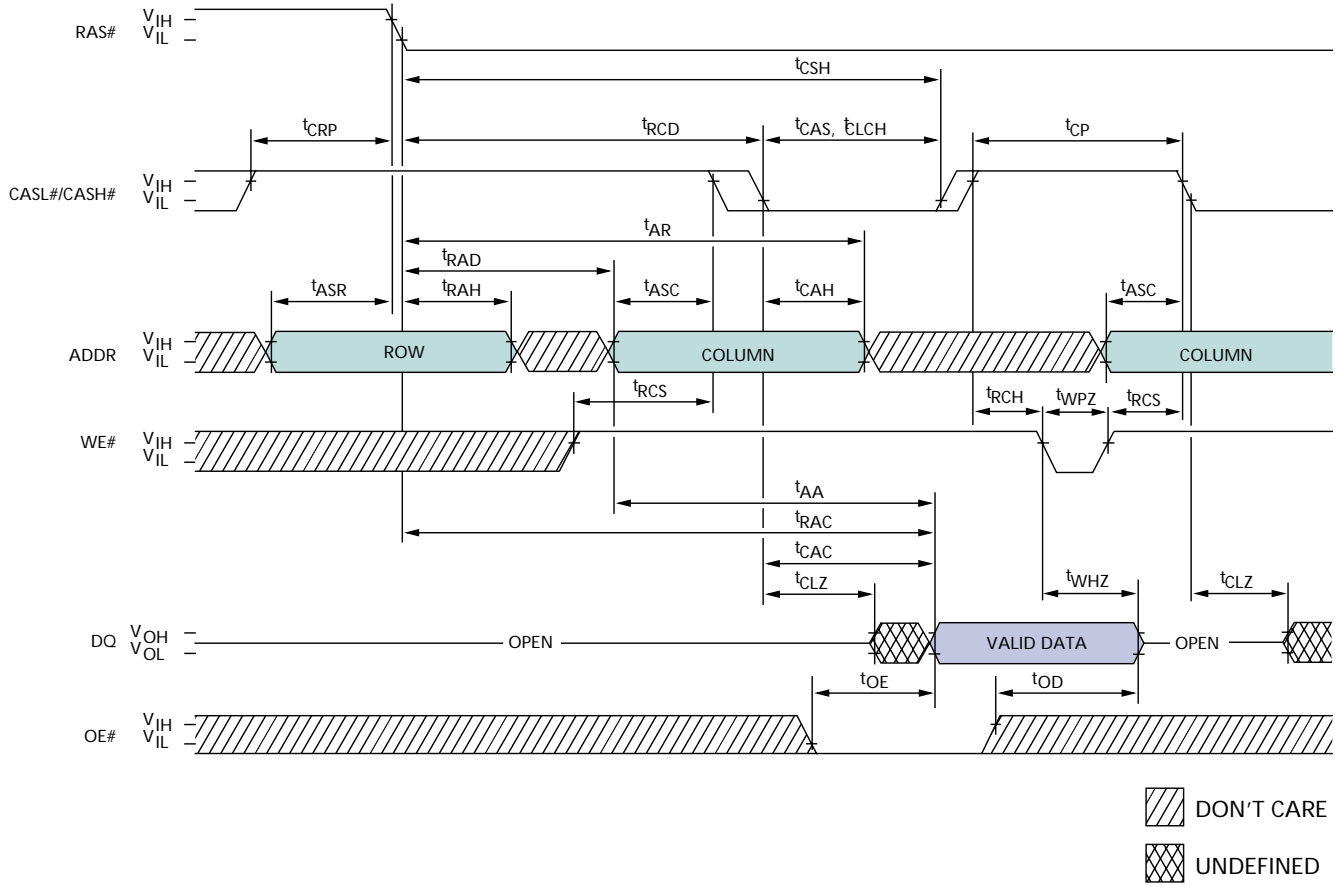 RAS# VIH
VIL
tCSH
tCRP tRCD tCAS, tCLCH tCP
CASL#/CASH# VIH
VIL
tAR
tRAD
tASR tRAH tASC tCAH tASC
ADDR VIH
VIL
ROW COLUMN COLUMN
tRCS tRCH tWPZ tRCS
WE# VIH
VIL
tAA
tRAC
tCAC
tCLZ tWHZ tCLZ
DQ VOH
VOL
OPEN VALID DATA OPEN
tOE tOD
OE# VIH
VIL
DON'T CARE
UNDEFINED